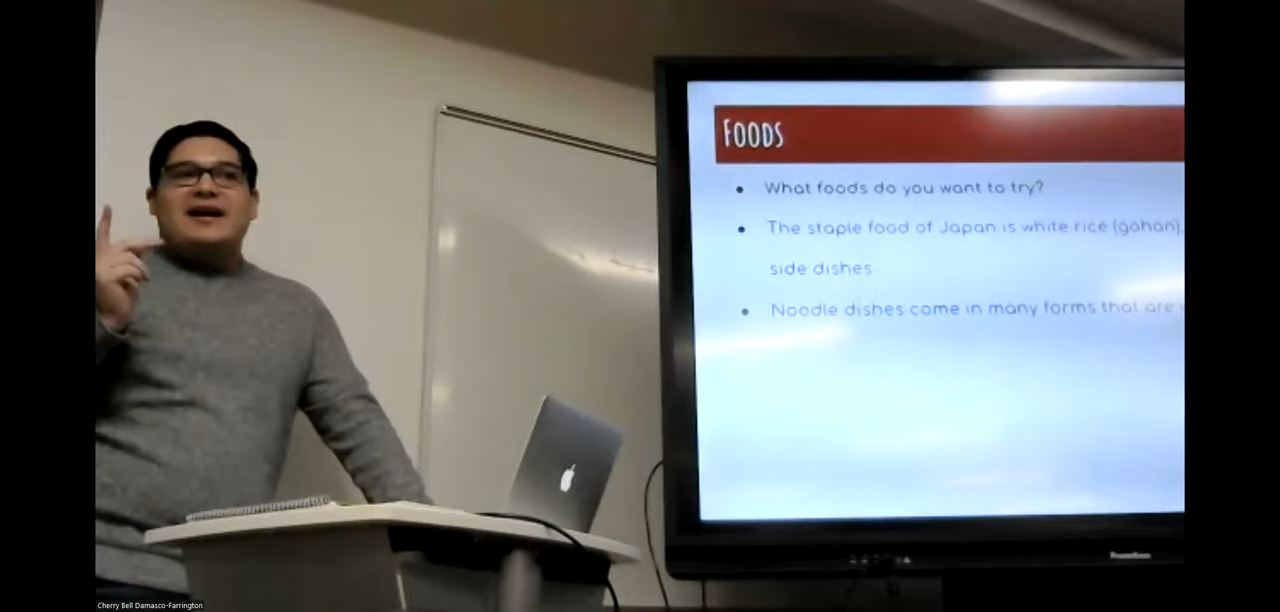 FOODS
What foods do you want to try?
The staple food of Japan is white rice (gohan),
side dishes
Noodle dishes come in many forms that are
Promethean
Cherry Bell Damasco-Farrington